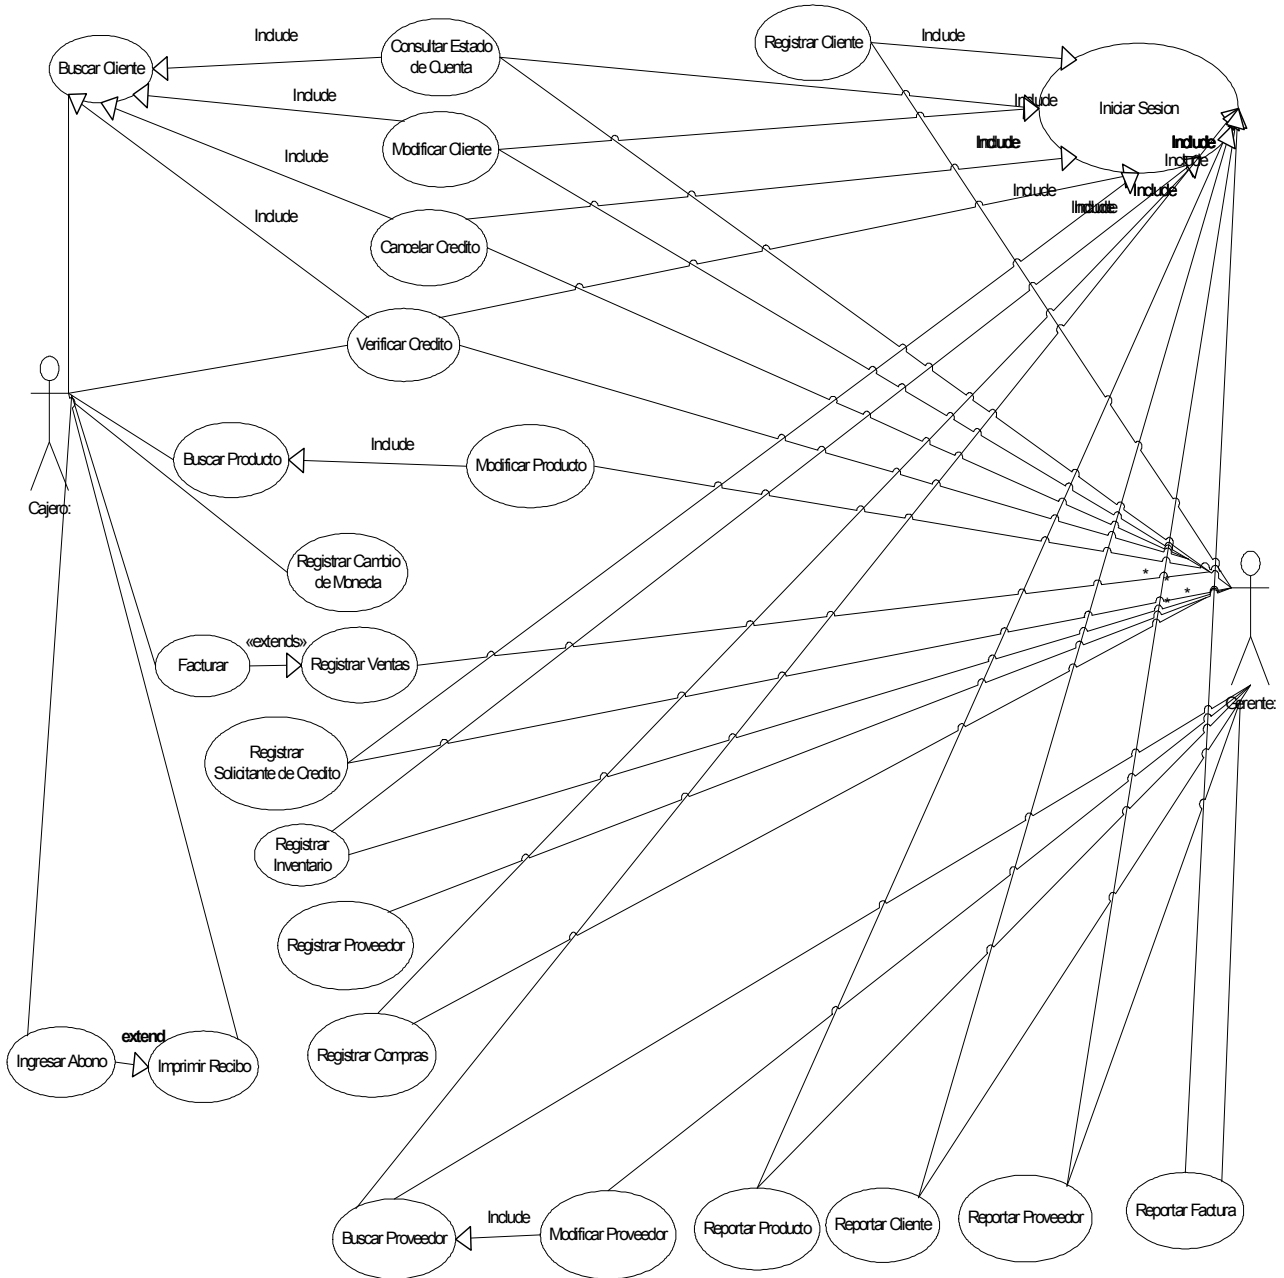 Include
Registrar Cliente
Include
Buscar Cliente
Consultar Estado
de Cuenta
Include
Include
Iniciar Sesion
Modificar Cliente
Include
Include
Include
Include
Include
Include
Include
Include
Include
Cancelar Credito
Verificar Credito
Buscar Producto
Include
Modificar Producto
Cajero:
Registrar Cambio
de Moneda
*
*
*
*
Facturar
«extends»
Registrar Ventas
Gerente:
Registrar
Solicitante de Credito
Registrar
Inventario
Registrar Proveedor
extend
Ingresar Abono
Imprimir Recibo
Registrar Compras
Buscar Proveedor
Include
Modificar Proveedor
Reportar Producto
Reportar Cliente
Reportar Proveedor
Reportar Factura